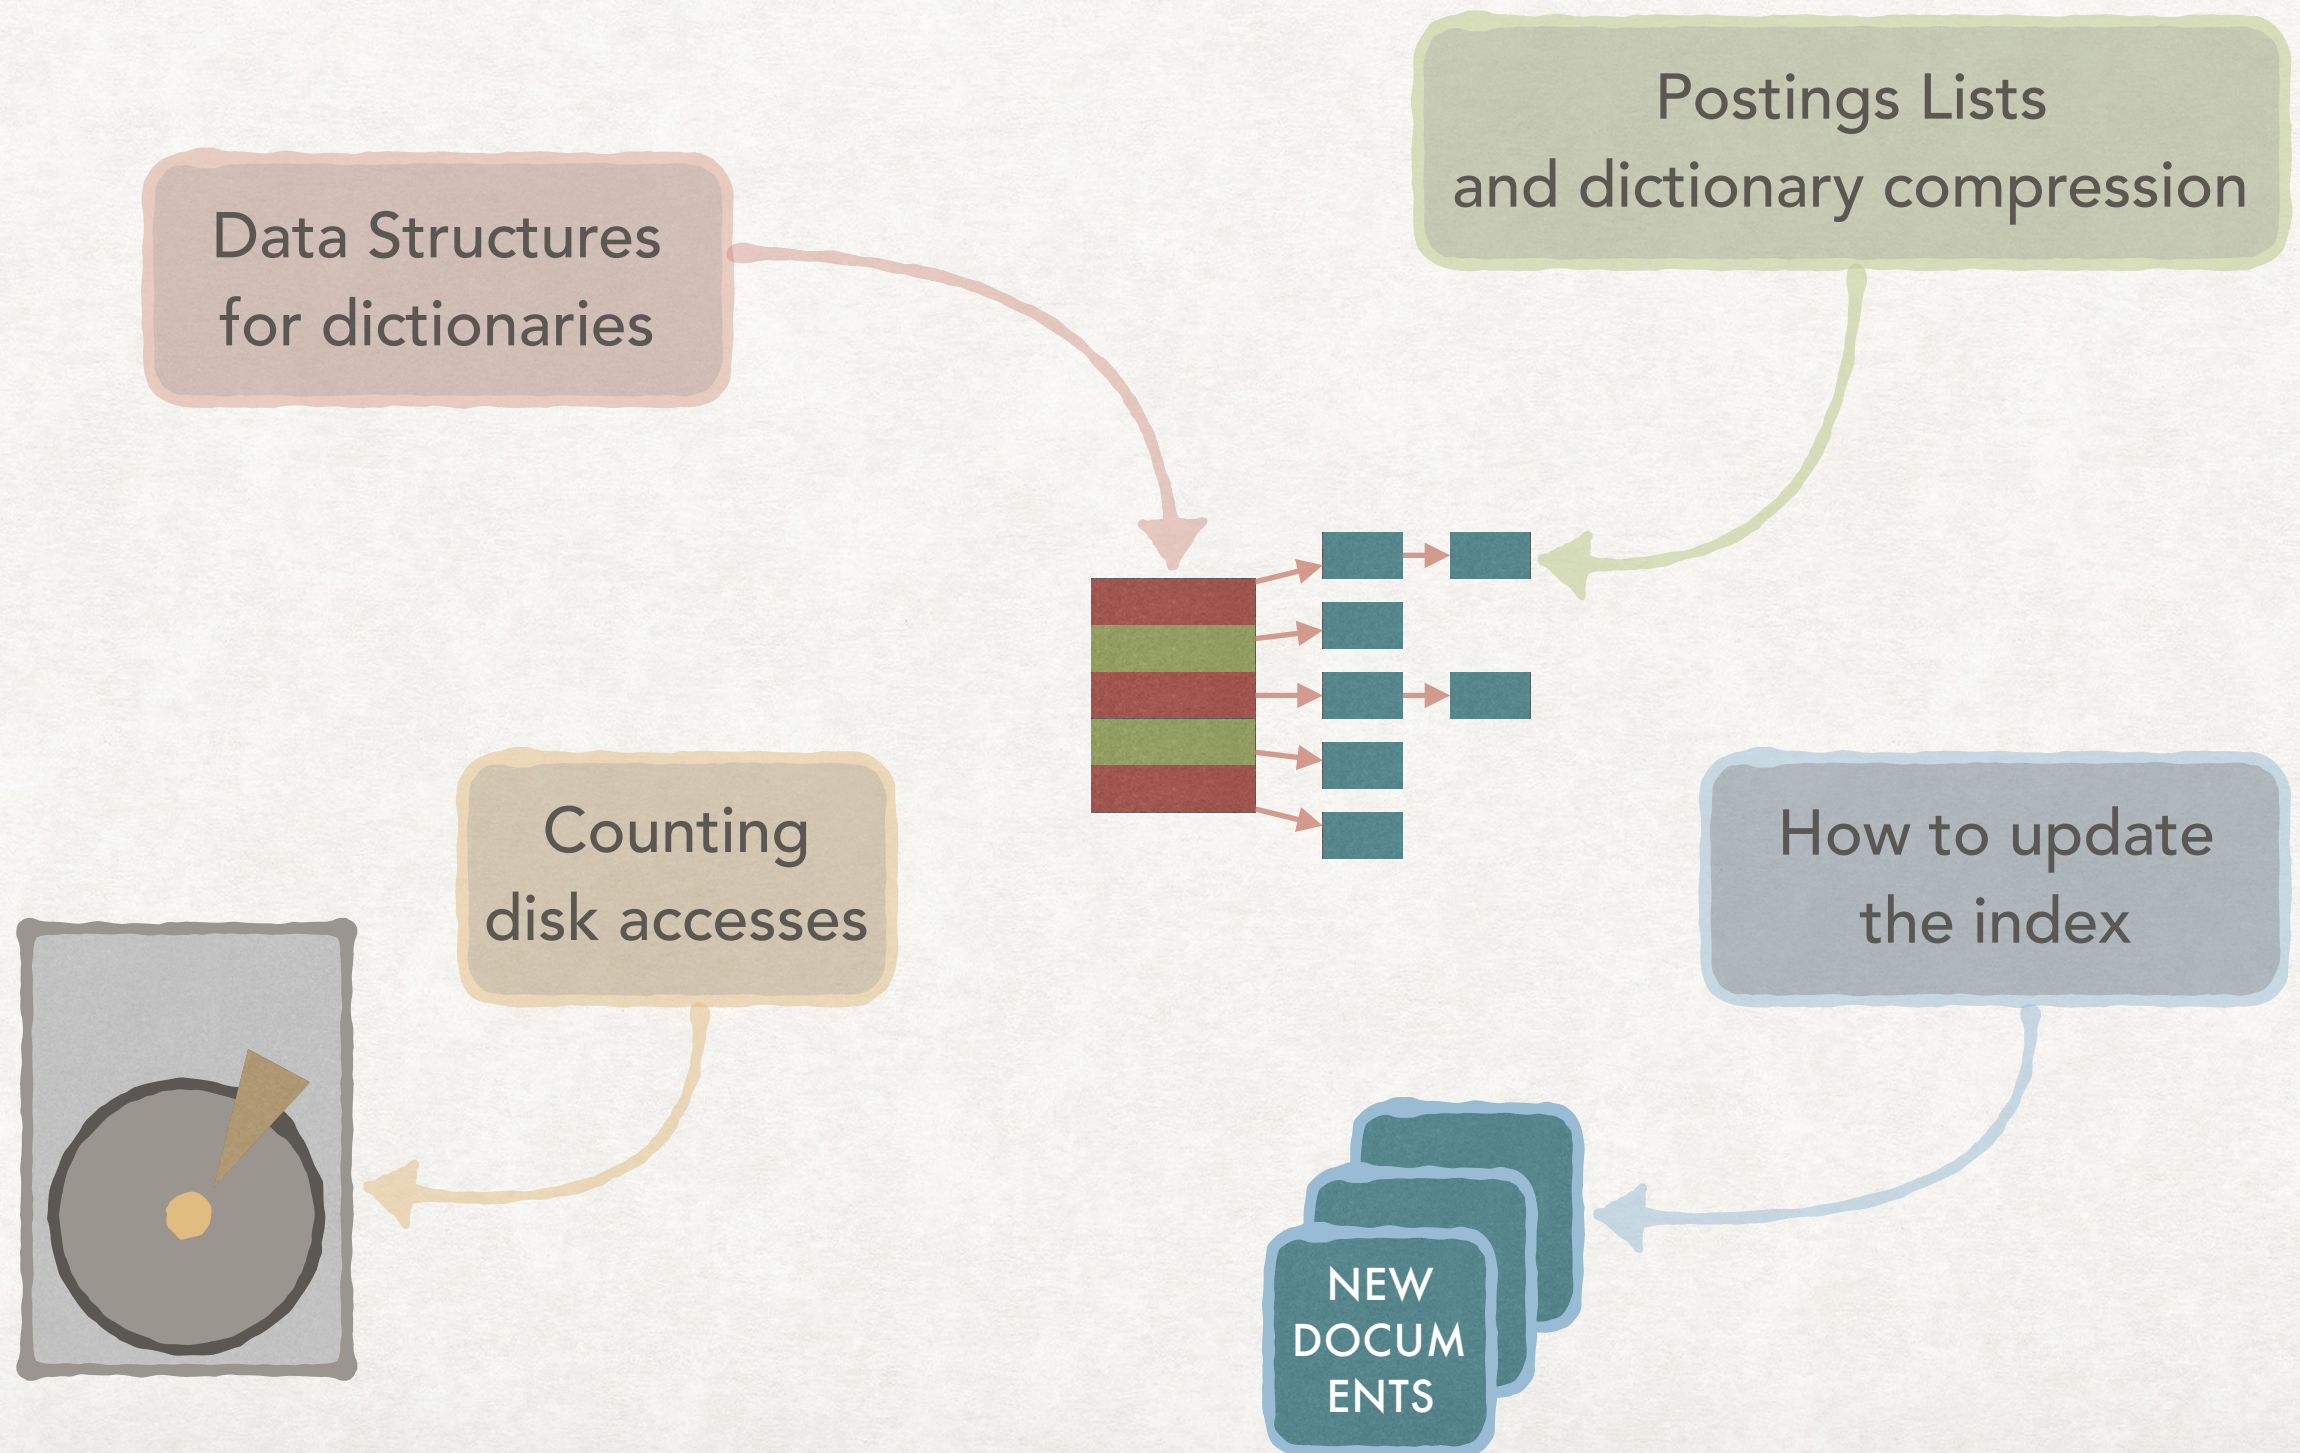 Postings Lists
and dictionary compression
Data Structures
for dictionaries
Counting
disk accesses
How to update
the index
NEW
DOCUM
ENTS